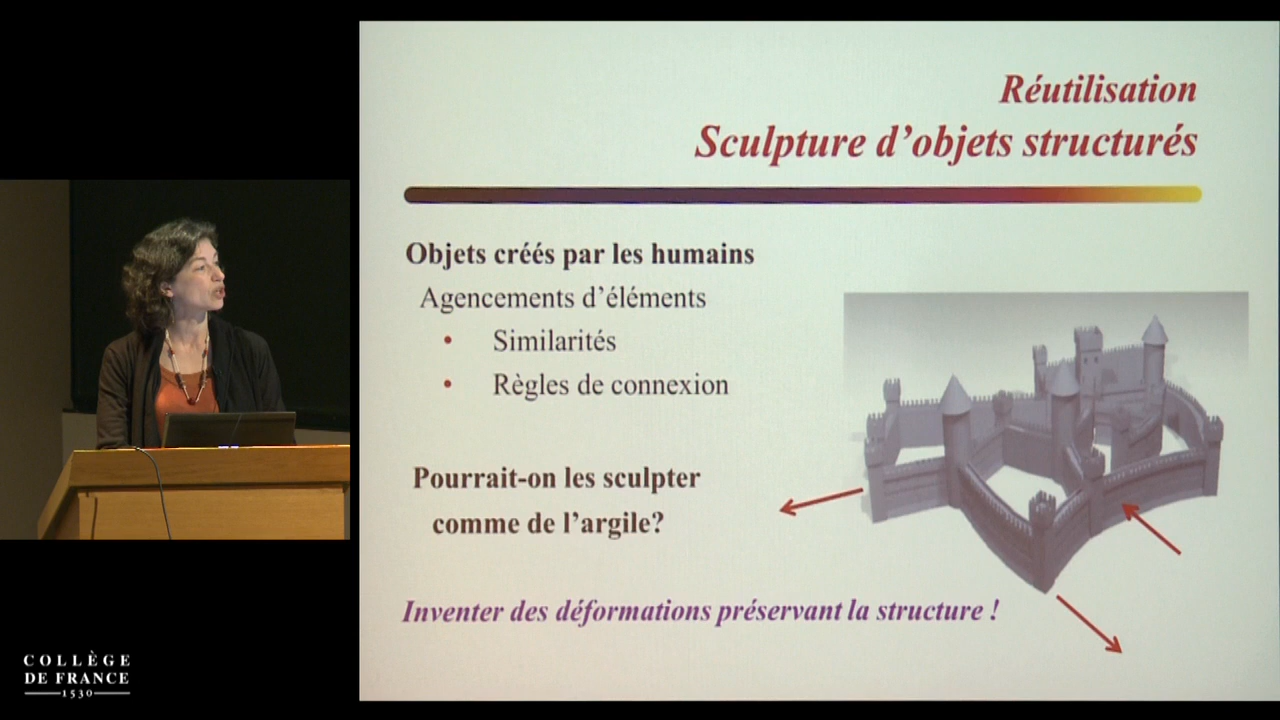 Réutilisation
Sculpture d'objets structurés
Objets créés par les humains
Agencements d'éléments
• Similarités
• Règles de connexion
Pourrait-on les sculpter
comme de l'argile?
Inventer des déformations préservant la structure !
COLLÈGE
DE FRANCE
1530